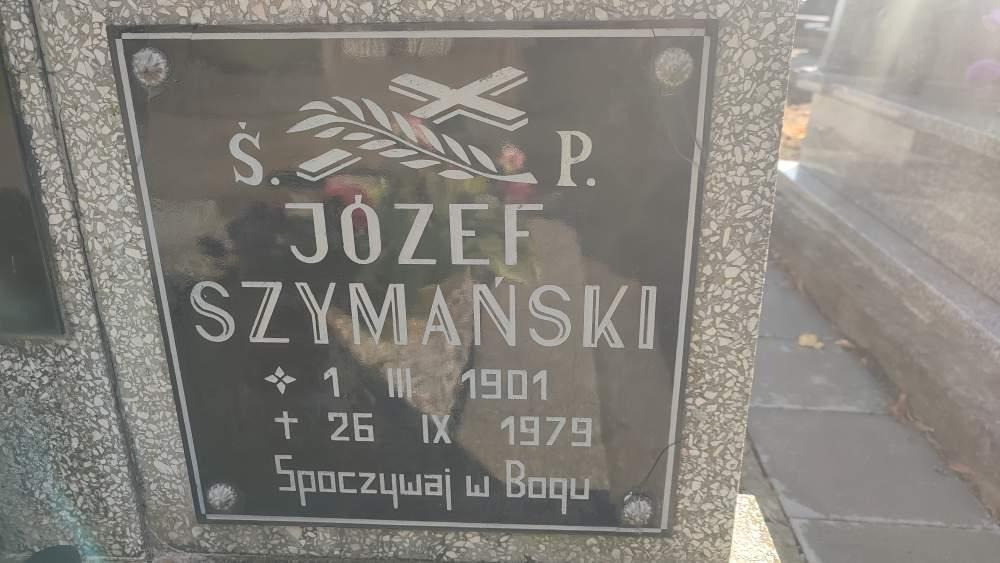 Ś. P.
JÓZEF
SZYMAŃSKI
1 III 1901
✝ 26 IX 1979
Spoczywaj w Bogu